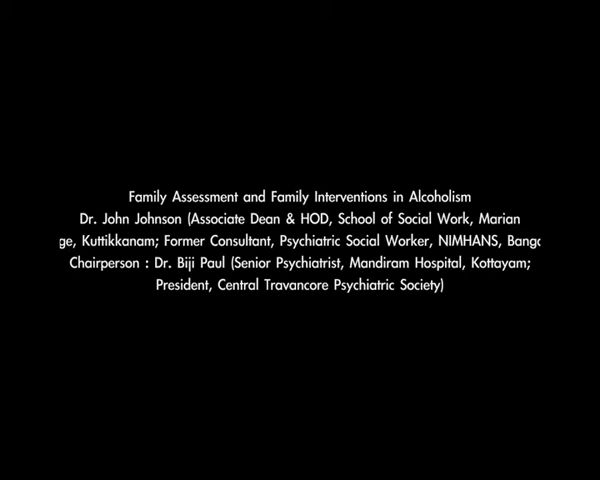 Family Assessment and Family Interventions in Alcoholism
Dr. John Johnson (Associate Dean & HOD, School of Social Work, Marian
ge, Kuttikkanam; Former Consultant, Psychiatric Social Worker, NIMHANS, Bang
Chairperson : Dr. Biji Paul (Senior Psychiatrist, Mandiram Hospital, Kottayam;
President, Central Travancore Psychiatric Society)